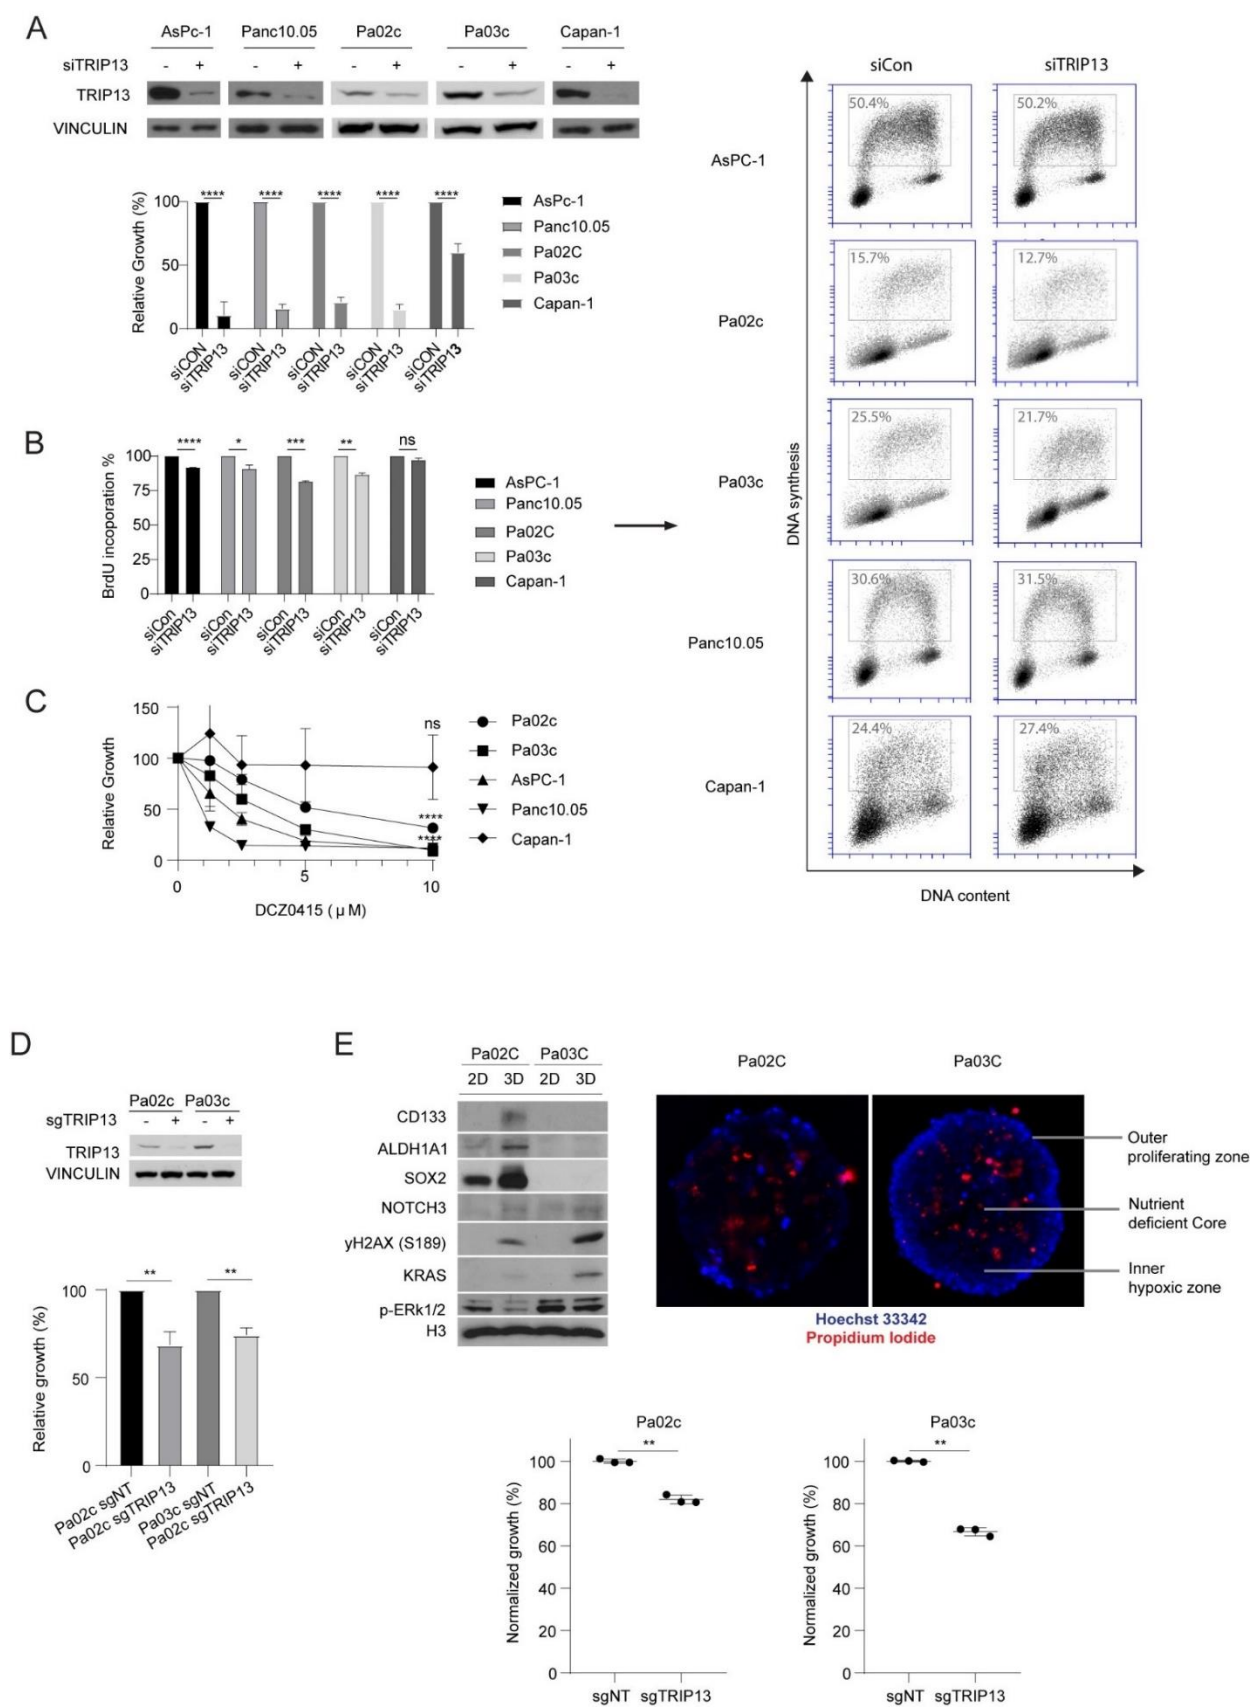 A
AsPc-1 Panc10.05 Pa02c Pa03c Capan-1
siTRIP13 - + - + - + - + - +
TRIP13
VINCULIN
Relative Growth (%)
100
50
0
**** **** **** **** ****
siCON
siTRIP13
siCON
siTRIP13
siCON
siTRIP13
siCON
siTRIP13
siCON
siTRIP13
AsPc-1
Panc10.05
Pa02C
Pa03c
Capan-1
B
BrdU incoporation %
100
75
50
25
0
**** * *** ** ns
siCon
siTRIP13
siCon
siTRIP13
siCon
siTRIP13
siCon
siTRIP13
siCon
siTRIP13
AsPC-1
Panc10.05
Pa02C
Pa03c
Capan-1
siCon siTRIP13
AsPC-1
50.4% 50.2%
Pa02c
15.7% 12.7%
Pa03c
25.5% 21.7%
Panc10.05
30.6% 31.5%
Capan-1
24.4% 27.4%
DNA synthesis
DNA content
C
Relative Growth
150
100
50
0
0 5 10
DCZ0415 ( µ M)
ns
****
****
Pa02c
Pa03c
AsPC-1
Panc10.05
Capan-1
D
Pa02c Pa03c
sgTRIP13 - + - +
TRIP13
VINCULIN
Relative growth (%)
100
50
0
** **
Pa02c sgNT
Pa02c sgTRIP13
Pa03c sgNT
Pa02c sgTRIP13
E
Pa02C Pa03C
2D 3D 2D 3D
CD133
ALDH1A1
SOX2
NOTCH3
yH2AX (S189)
KRAS
p-ERk1/2
H3
Pa02C Pa03C
Outer
proliferating zone
Nutrient
deficient Core
Inner
hypoxic zone
Hoechst 33342
Propidium Iodide
Pa02c
**
Normalized growth (%)
100
80
60
40
20
0
sgNT sgTRIP13
Pa03c
**
Normalized growth (%)
100
80
60
40
20
0
sgNT sgTRIP13